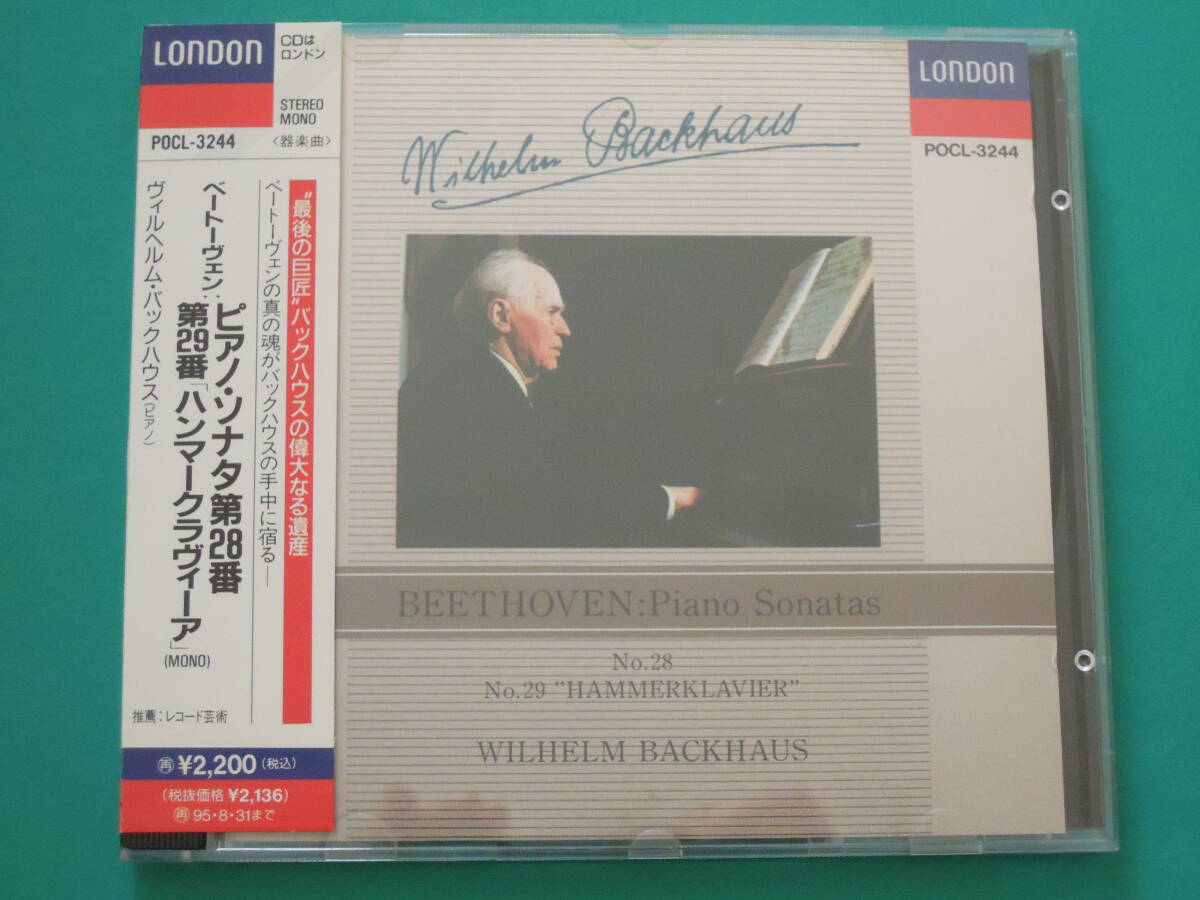 LONDON
CDは
ロンドン
STEREO
MONO
POCL-3244
〈器楽曲〉
"最後の巨匠"バックハウスの偉大なる遺産
ベートーヴェンの真の魂がバックハウスの手中に宿る—
ベートーヴェン:ピアノ・ソナタ第28番
第29番「ハンマークラヴィーア」
(MONO)
ヴィルヘルム・バックハウス(ピアノ)
推薦:レコード芸術
再 ¥2,200(税込)
(税抜価格 ¥2,136)
再 95・8・31まで
Wilhelm Backhaus
LONDON
POCL-3244
BEETHOVEN:Piano Sonatas
No.28
No.29 "HAMMERKLAVIER"
WILHELM BACKHAUS